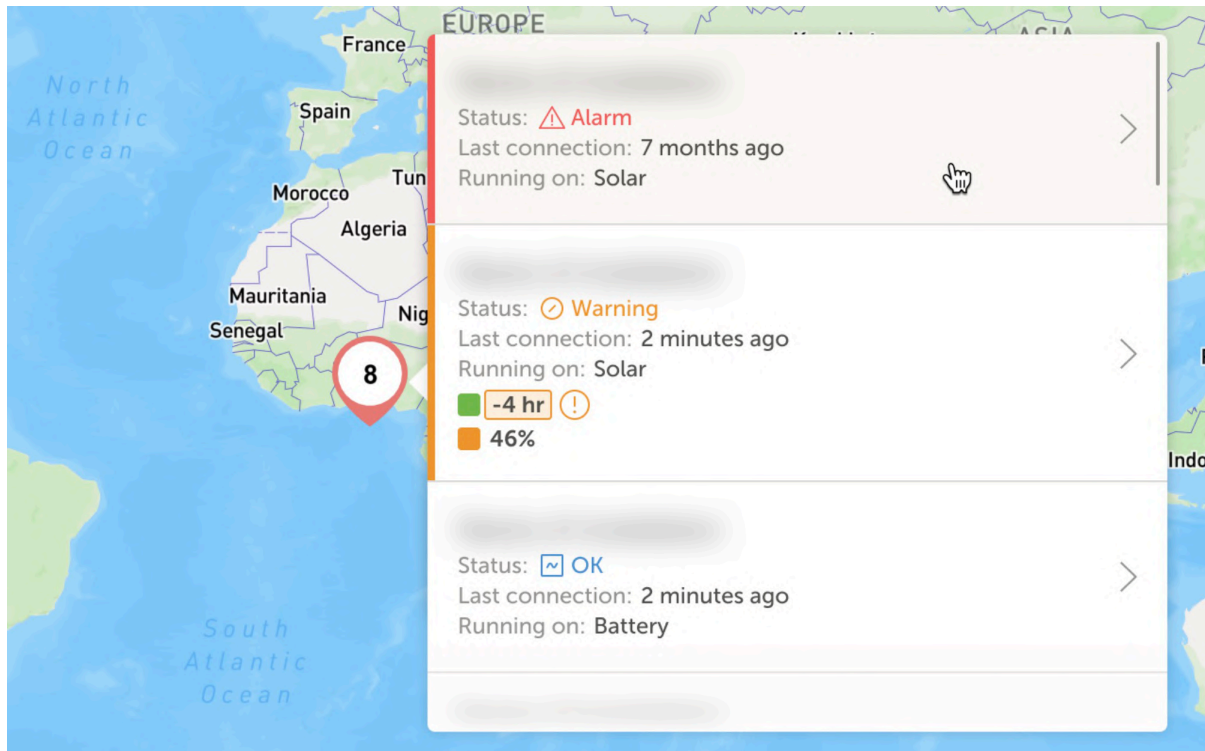 EUROPE
France
North
Atlantic
Ocean
Spain
Morocco
Tun
Algeria
Mauritania
Nig
Senegal
8
South
Atlantic
Ocean
Status: Alarm
Last connection: 7 months ago
Running on: Solar
Status: Warning
Last connection: 2 minutes ago
Running on: Solar
-4 hr
46%
Status: OK
Last connection: 2 minutes ago
Running on: Battery
Indo